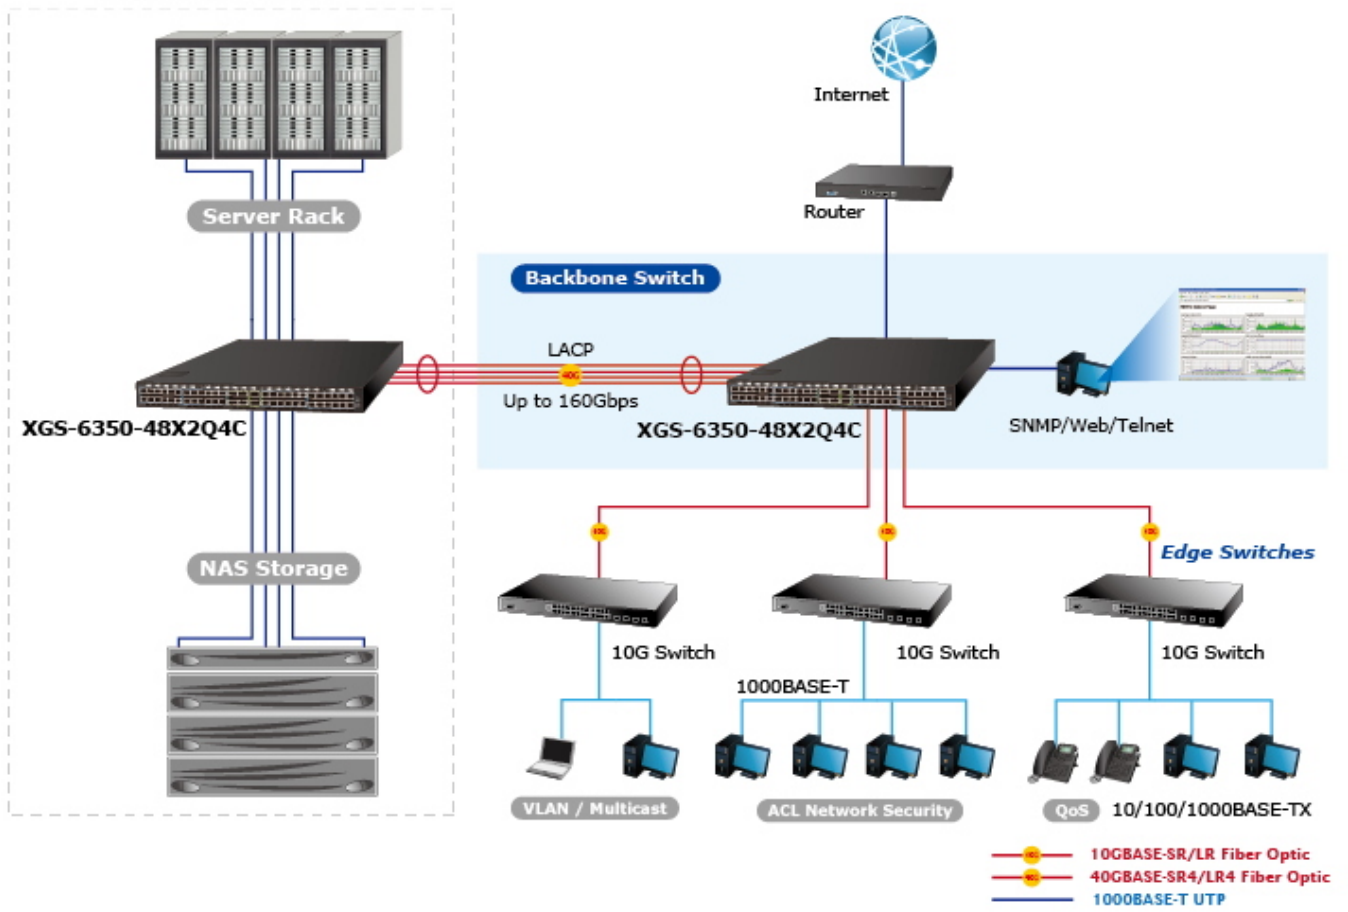 Internet
Router
Server Rack
Backbone Switch
LACP
40G
Up to 160Gbps
XGS-6350-48X2Q4C
XGS-6350-48X2Q4C
SNMP/Web/Telnet
NAS Storage
Edge Switches
10G Switch
10G Switch
10G Switch
1000BASE-T
VLAN / Multicast
ACL Network Security
QoS
10/100/1000BASE-TX
10GBASE-SR/LR Fiber Optic
40GBASE-SR4/LR4 Fiber Optic
1000BASE-T UTP